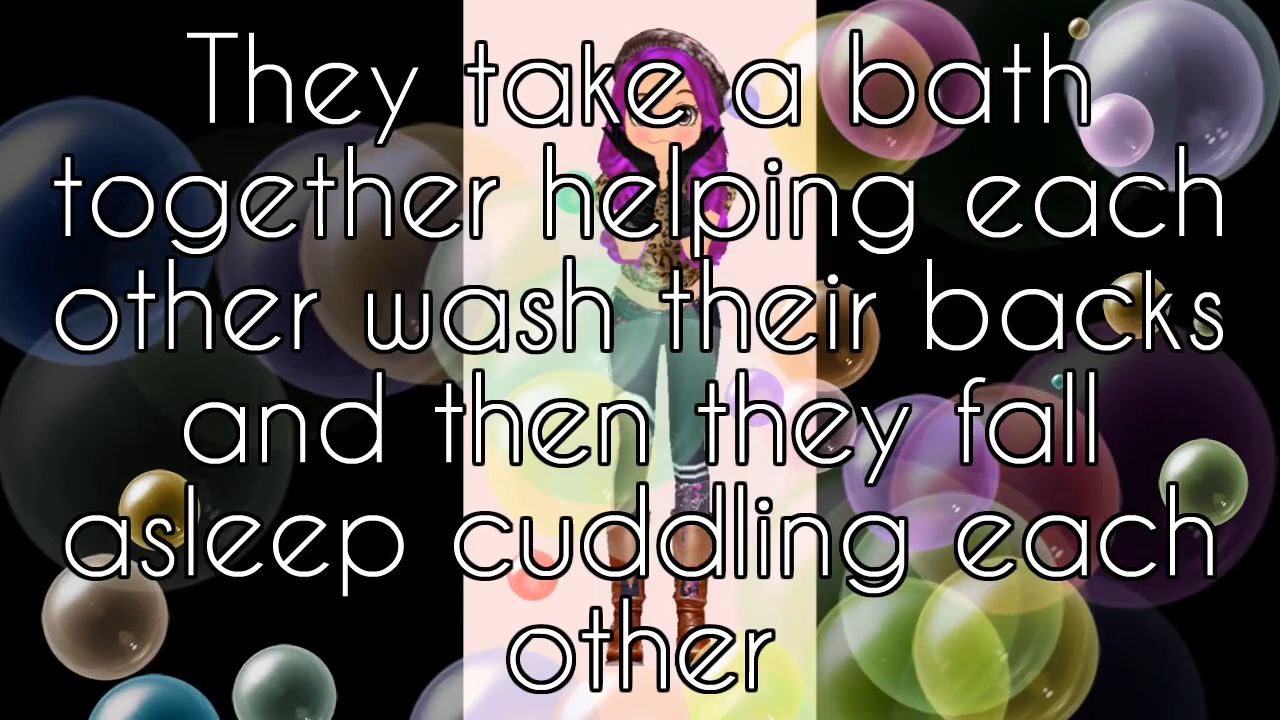 They take a bath
together helping each
other wash their backs
and then they fall
asleep cuddling each
other